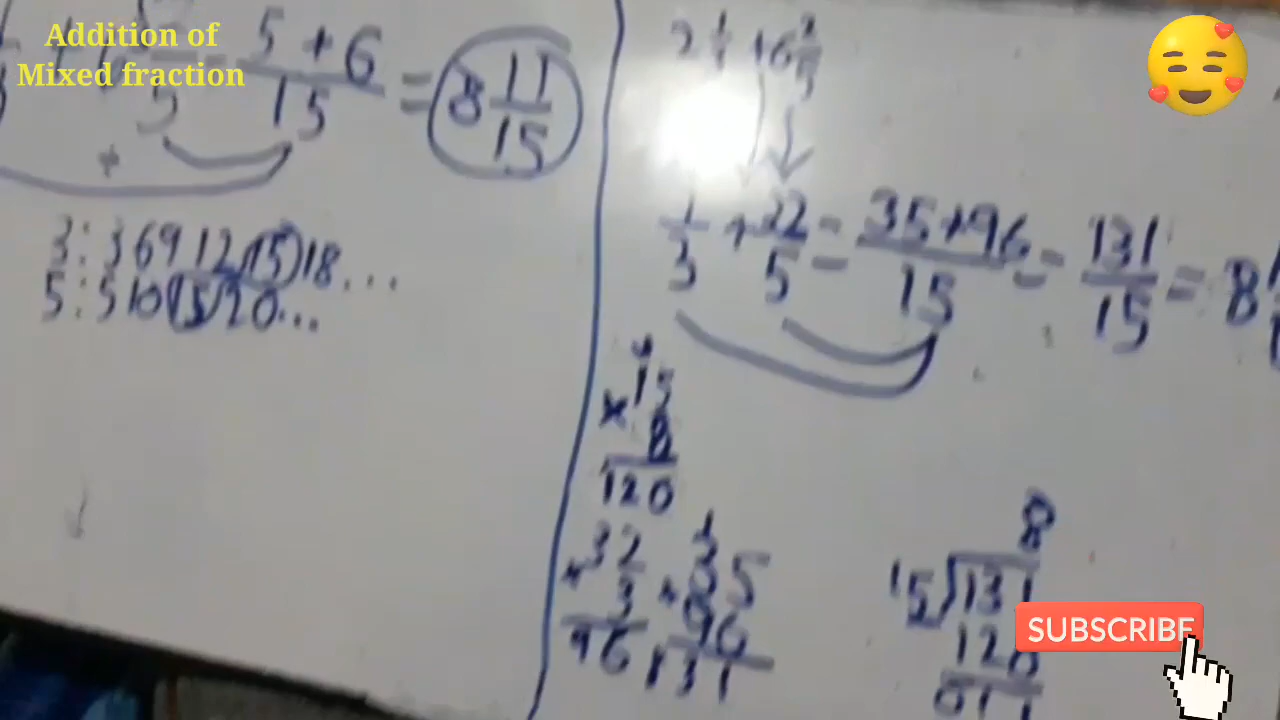 Addition of
Mixed fraction
5 + 6
5 15 = 8 11/15
+
3: 3 6 9 12 (15) 18 ...
5: 5 10 (15) 20 ...
1/3 + 32/5 = 35+96/15 = 131/15 = 8
15
× 8
120
32
× 3
96
35
+ 96
131
8
15)131
120
011
SUBSCRIBE